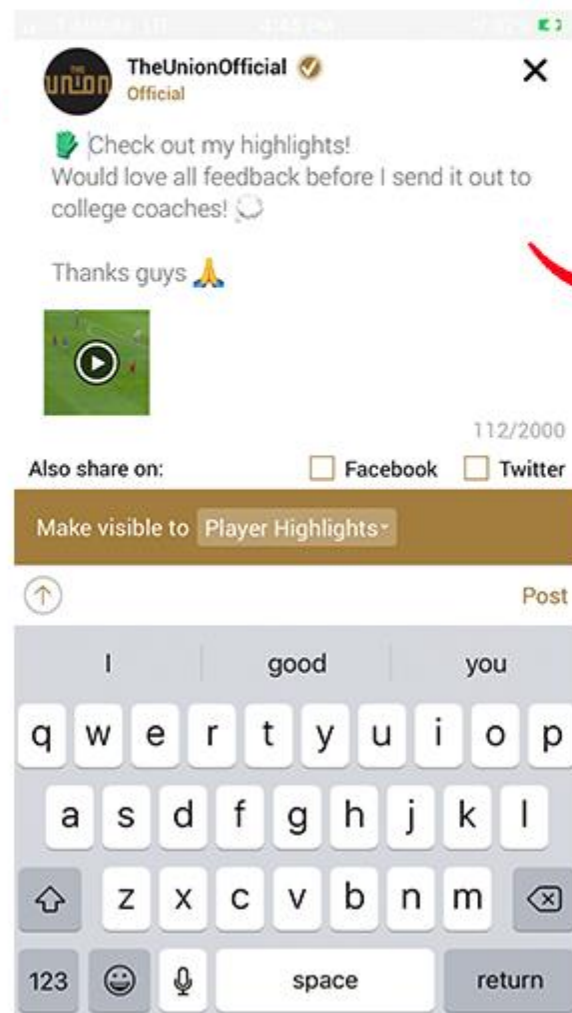 THE
union
TheUnionOfficial
Official
🧤 Check out my highlights!
Would love all feedback before I send it out to
college coaches! 💭
Thanks guys 🙏
112/2000
Also share on: Facebook Twitter
Make visible to Player Highlights
Post
I good you
q w e r t y u i o p
a s d f g h j k l
z x c v b n m
123 space return